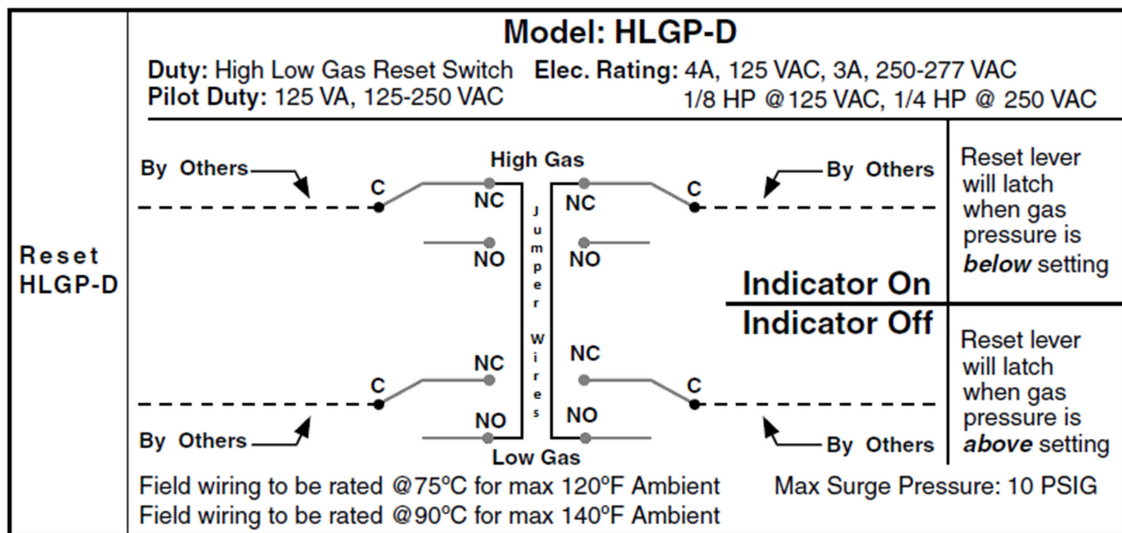 Model: HLGP-D
Duty: High Low Gas Reset Switch Elec. Rating: 4A, 125 VAC, 3A, 250-277 VAC
Pilot Duty: 125 VA, 125-250 VAC 1/8 HP @125 VAC, 1/4 HP @ 250 VAC
Reset
HLGP-D
By Others
High Gas
By Others
C
NC
NC
C
NO
NO
Jumper Wires
Reset lever
will latch
when gas
pressure is
below setting
Indicator On
Indicator Off
NC
NC
C
C
NO
NO
By Others
Low Gas
By Others
Reset lever
will latch
when gas
pressure is
above setting
Field wiring to be rated @75ºC for max 120ºF Ambient Max Surge Pressure: 10 PSIG
Field wiring to be rated @90ºC for max 140ºF Ambient